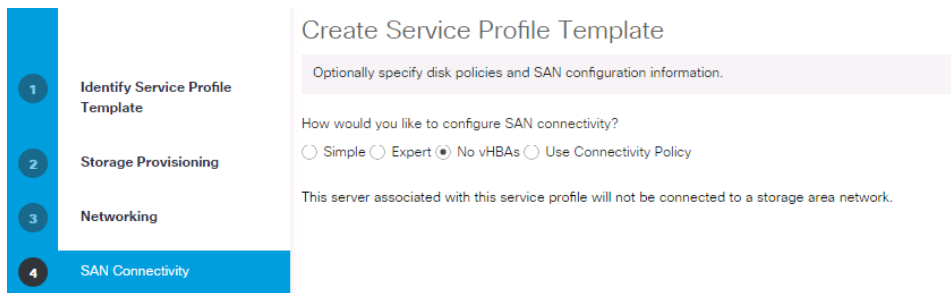 Create Service Profile Template
Optionally specify disk policies and SAN configuration information.
1
Identify Service Profile
Template
How would you like to configure SAN connectivity?
Simple Expert No vHBAs Use Connectivity Policy
2
Storage Provisioning
This server associated with this service profile will not be connected to a storage area network.
3
Networking
4
SAN Connectivity